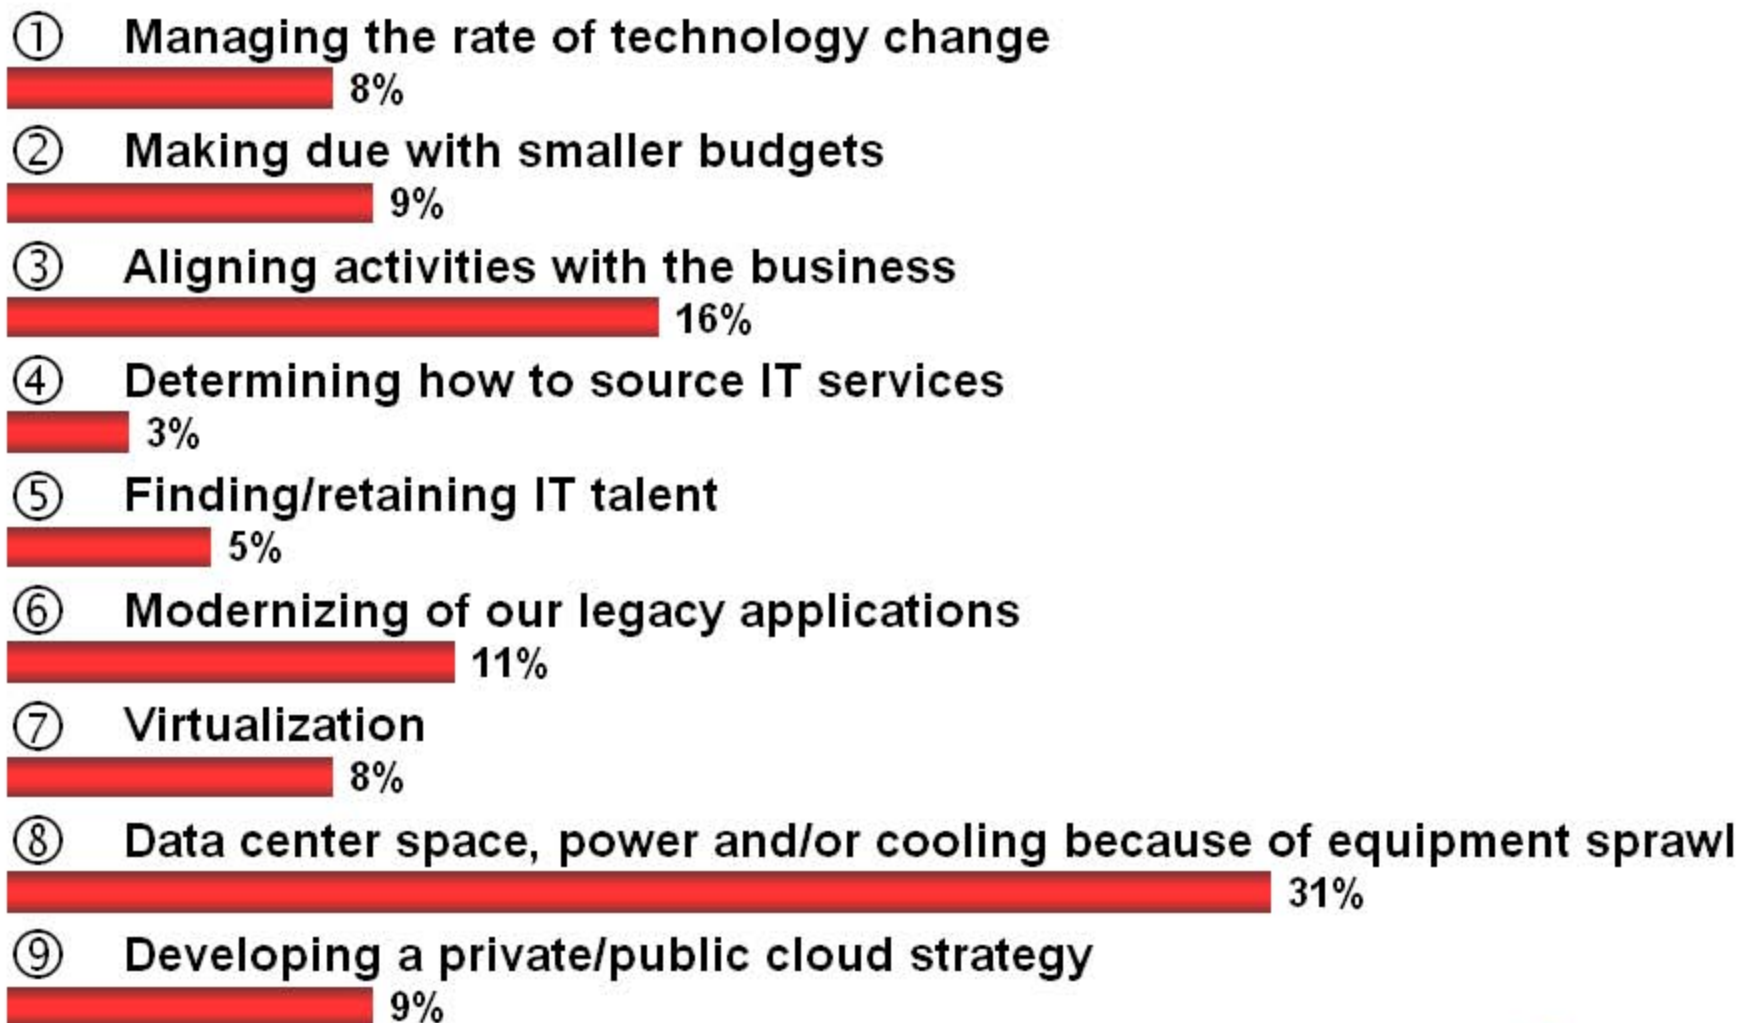 ① Managing the rate of technology change
8%
② Making due with smaller budgets
9%
③ Aligning activities with the business
16%
④ Determining how to source IT services
3%
⑤ Finding/retaining IT talent
5%
⑥ Modernizing of our legacy applications
11%
⑦ Virtualization
8%
⑧ Data center space, power and/or cooling because of equipment sprawl
31%
⑨ Developing a private/public cloud strategy
9%